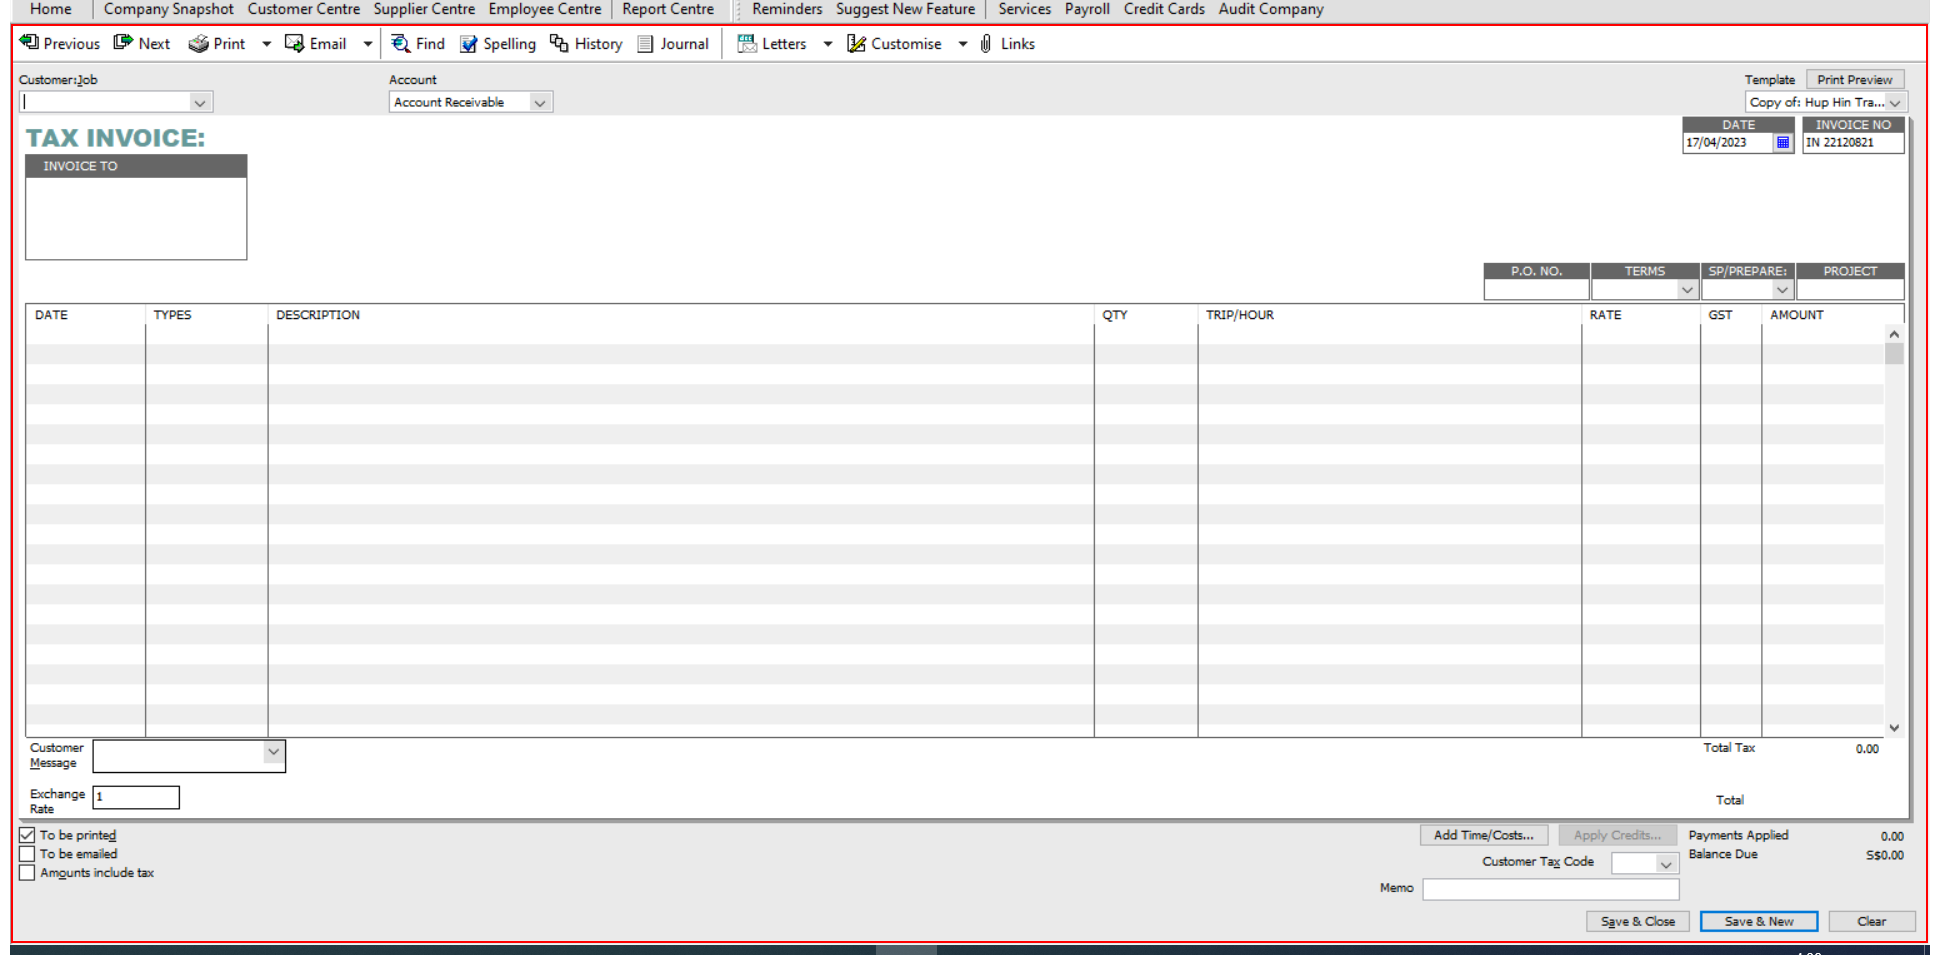 Home Company Snapshot Customer Centre Supplier Centre Employee Centre Report Centre Reminders Suggest New Feature Services Payroll Credit Cards Audit Company
Previous Next Print Email Find Spelling History Journal Letters Customise Links
Customer:Job Account Template Print Preview
Account Receivable Copy of: Hup Hin Tra...
TAX INVOICE:
DATE INVOICE NO
17/04/2023 IN 22120821
INVOICE TO
P.O. NO. TERMS SP/PREPARE: PROJECT
DATE TYPES DESCRIPTION QTY TRIP/HOUR RATE GST AMOUNT
Customer
Message
Total Tax 0.00
Exchange
Rate
1
Total
To be printed
To be emailed
Amounts include tax
Add Time/Costs... Apply Credits... Payments Applied 0.00
Customer Tax Code Balance Due S$0.00
Memo
Save & Close Save & New Clear